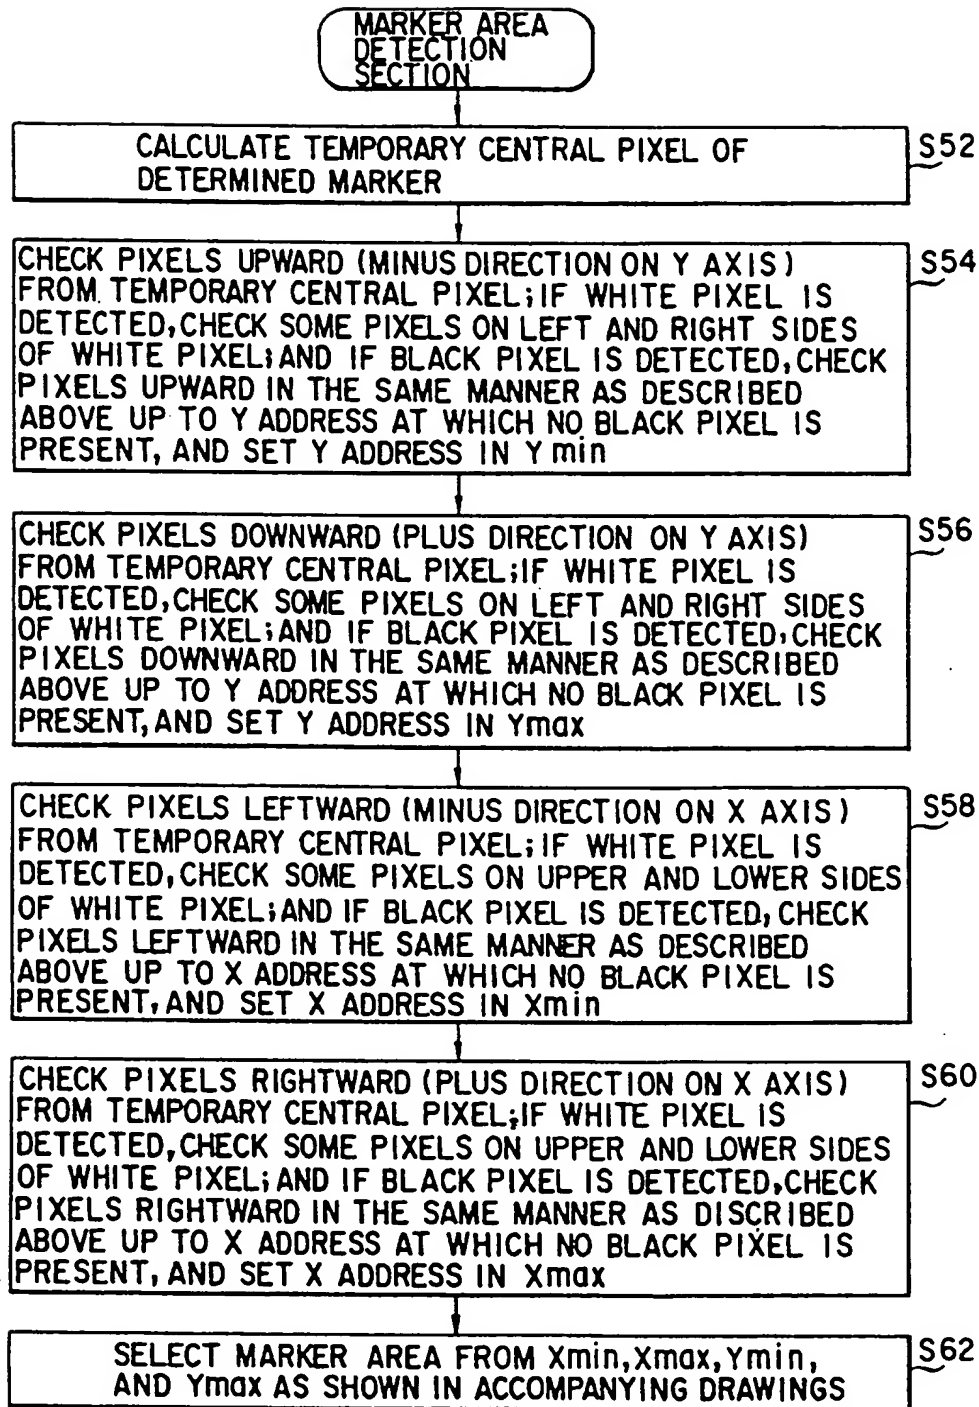 MARKER AREA
DETECTION
SECTION
CALCULATE TEMPORARY CENTRAL PIXEL OF
DETERMINED MARKER
S52
CHECK PIXELS UPWARD (MINUS DIRECTION ON Y AXIS)
FROM TEMPORARY CENTRAL PIXEL; IF WHITE PIXEL IS
DETECTED, CHECK SOME PIXELS ON LEFT AND RIGHT SIDES
OF WHITE PIXEL; AND IF BLACK PIXEL IS DETECTED, CHECK
PIXELS UPWARD IN THE SAME MANNER AS DESCRIBED
ABOVE UP TO Y ADDRESS AT WHICH NO BLACK PIXEL IS
PRESENT, AND SET Y ADDRESS IN Ymin
S54
CHECK PIXELS DOWNWARD (PLUS DIRECTION ON Y AXIS)
FROM TEMPORARY CENTRAL PIXEL; IF WHITE PIXEL IS
DETECTED, CHECK SOME PIXELS ON LEFT AND RIGHT SIDES
OF WHITE PIXEL; AND IF BLACK PIXEL IS DETECTED, CHECK
PIXELS DOWNWARD IN THE SAME MANNER AS DESCRIBED
ABOVE UP TO Y ADDRESS AT WHICH NO BLACK PIXEL IS
PRESENT, AND SET Y ADDRESS IN Ymax
S56
CHECK PIXELS LEFTWARD (MINUS DIRECTION ON X AXIS)
FROM TEMPORARY CENTRAL PIXEL; IF WHITE PIXEL IS
DETECTED, CHECK SOME PIXELS ON UPPER AND LOWER SIDES
OF WHITE PIXEL; AND IF BLACK PIXEL IS DETECTED, CHECK
PIXELS LEFTWARD IN THE SAME MANNER AS DESCRIBED
ABOVE UP TO X ADDRESS AT WHICH NO BLACK PIXEL IS
PRESENT, AND SET X ADDRESS IN Xmin
S58
CHECK PIXELS RIGHTWARD (PLUS DIRECTION ON X AXIS)
FROM TEMPORARY CENTRAL PIXEL; IF WHITE PIXEL IS
DETECTED, CHECK SOME PIXELS ON UPPER AND LOWER SIDES
OF WHITE PIXEL; AND IF BLACK PIXEL IS DETECTED, CHECK
PIXELS RIGHTWARD IN THE SAME MANNER AS DISCRIBED
ABOVE UP TO X ADDRESS AT WHICH NO BLACK PIXEL IS
PRESENT, AND SET X ADDRESS IN Xmax
S60
SELECT MARKER AREA FROM Xmin, Xmax, Ymin,
AND Ymax AS SHOWN IN ACCOMPANYING DRAWINGS
S62